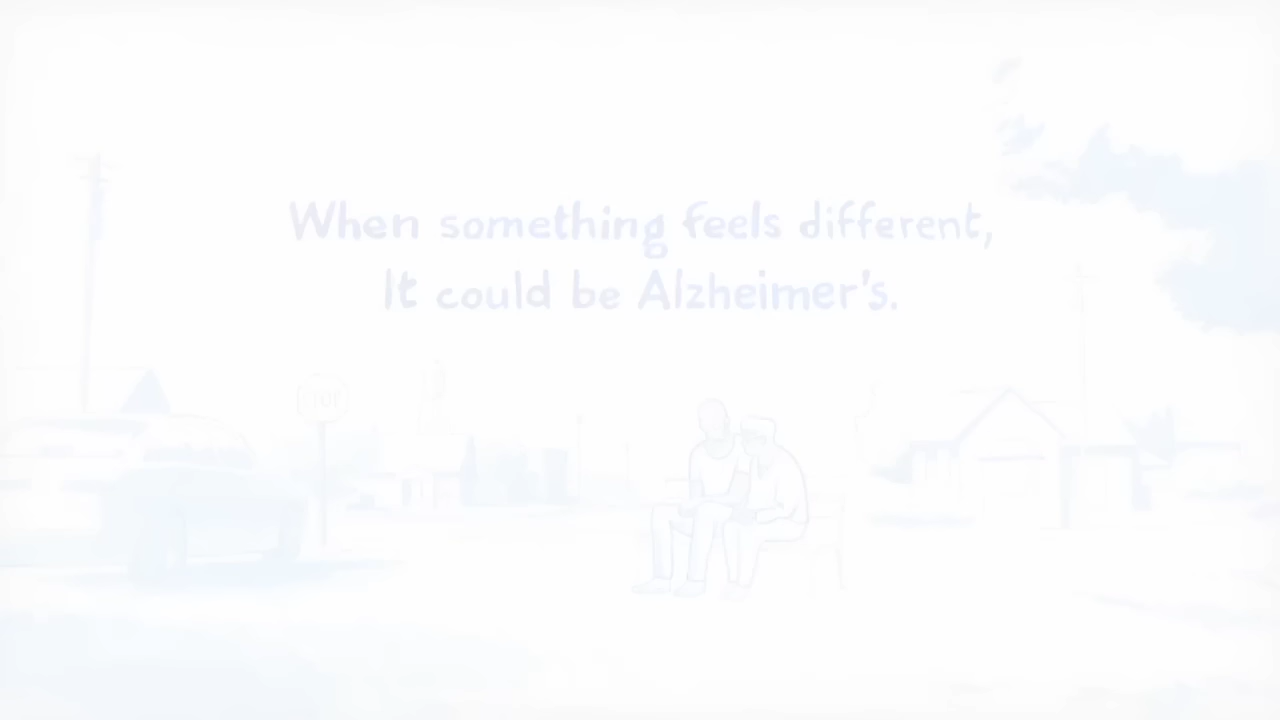 When something feels different,
It could be Alzheimer's.